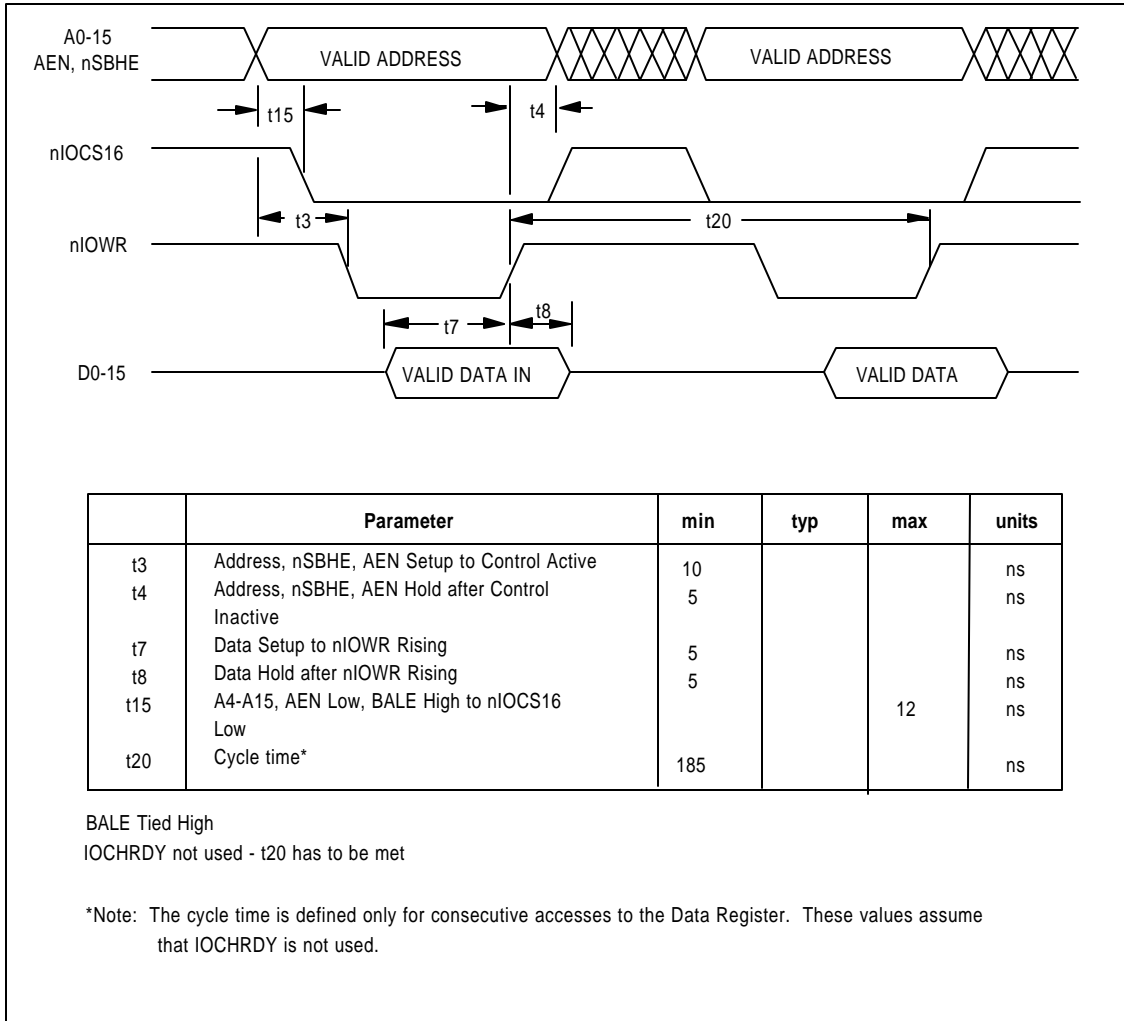 A0-15
AEN, nSBHE
VALID ADDRESS
VALID ADDRESS
t15
t4
nIOCS16
t3
t20
nIOWR
t7
t8
D0-15
VALID DATA IN
VALID DATA
Parameter min typ max units
t3 Address, nSBHE, AEN Setup to Control Active 10 ns
t4 Address, nSBHE, AEN Hold after Control 5 ns
Inactive
t7 Data Setup to nIOWR Rising 5 ns
t8 Data Hold after nIOWR Rising 5 ns
t15 A4-A15, AEN Low, BALE High to nIOCS16 12 ns
Low
t20 Cycle time* 185 ns
BALE Tied High
IOCHRDY not used - t20 has to be met
*Note: The cycle time is defined only for consecutive accesses to the Data Register. These values assume
that IOCHRDY is not used.